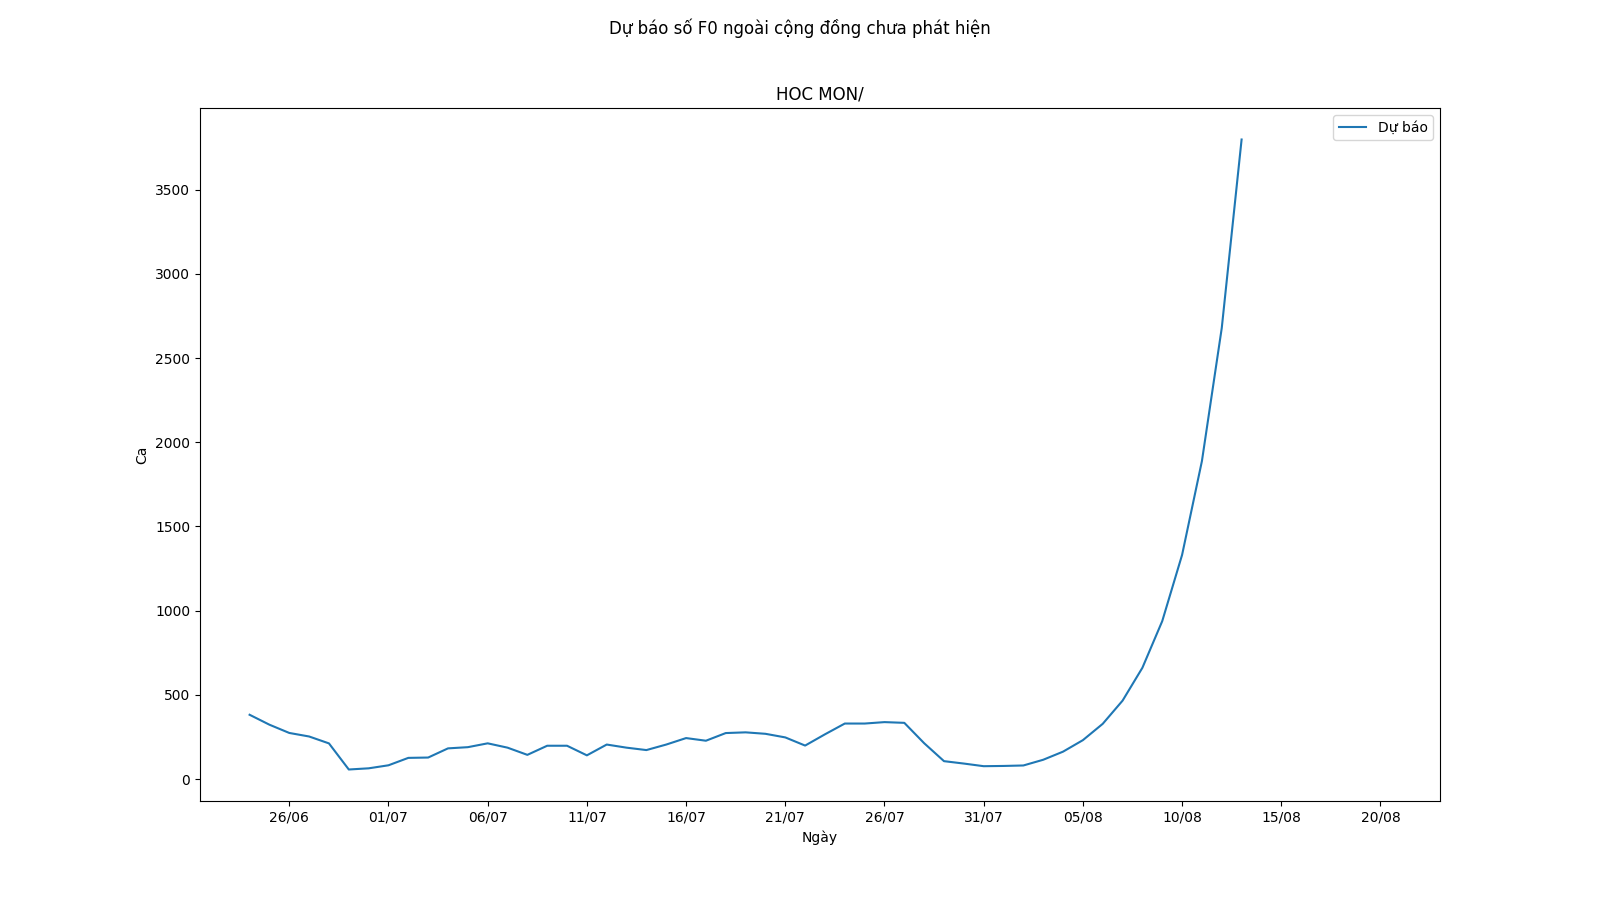 Dự báo số F0 ngoài cộng đồng chưa phát hiện
HOC MON/
Dự báo
3500
3000
2500
2000
1500
1000
500
0
Ca
26/06 01/07 06/07 11/07 16/07 21/07 26/07 31/07 05/08 10/08 15/08 20/08
Ngày